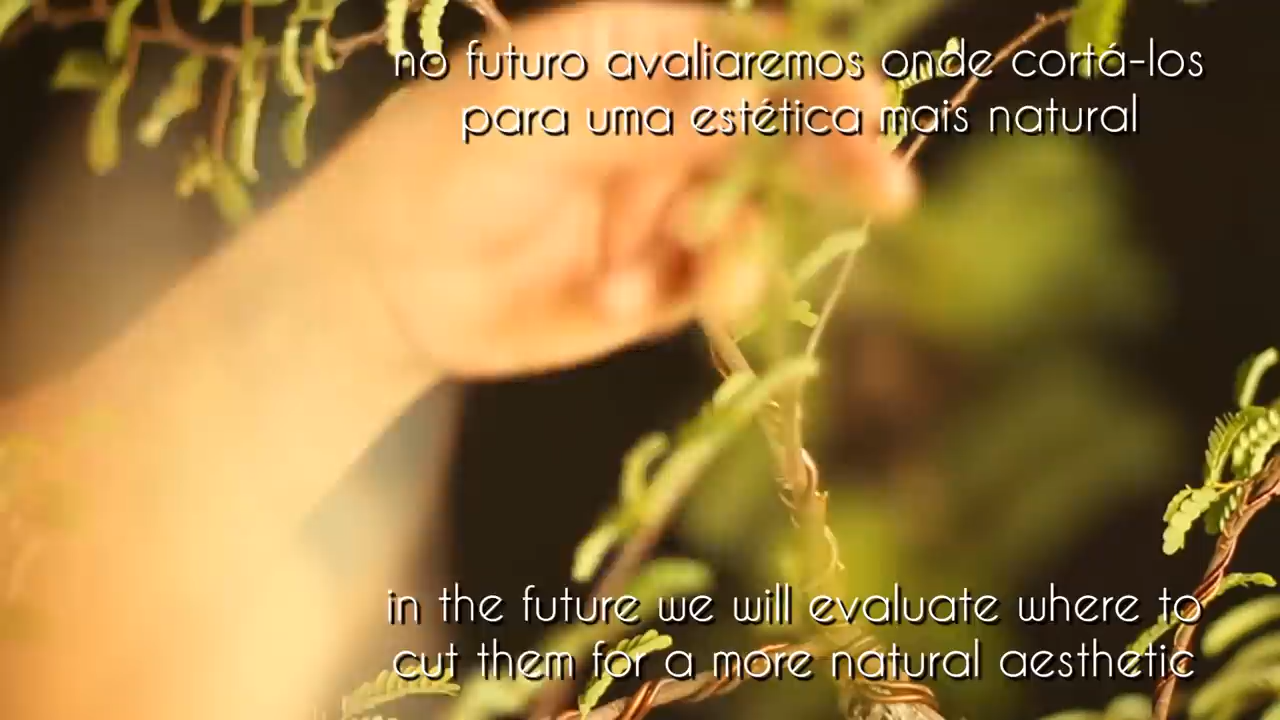 no futuro avaliaremos onde cortá-los
para uma estética mais natural
in the future we will evaluate where to
cut them for a more natural aesthetic